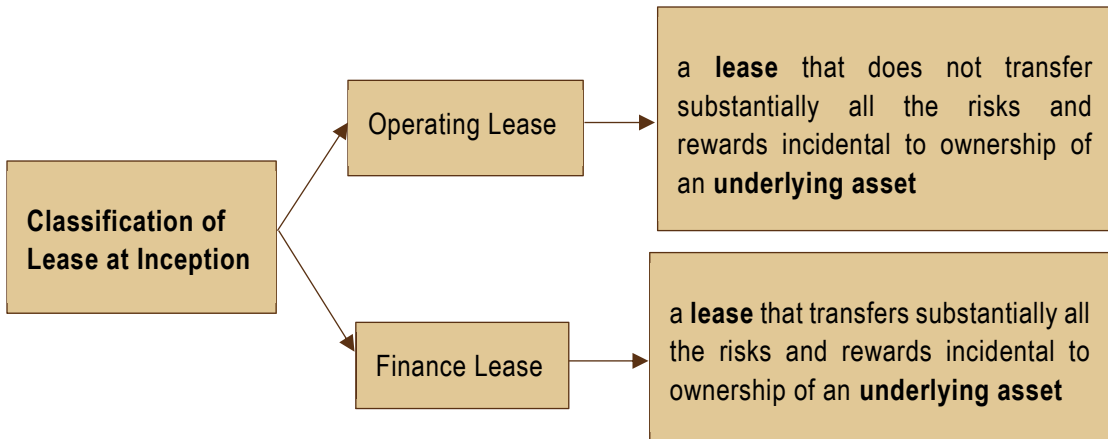 Classification of
Lease at Inception
Operating Lease
a lease that does not transfer
substantially all the risks and
rewards incidental to ownership of
an underlying asset
Finance Lease
a lease that transfers substantially all
the risks and rewards incidental to
ownership of an underlying asset